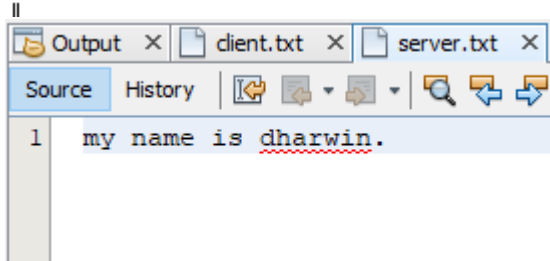 Output client.txt server.txt
Source History
1 my name is dharwin.